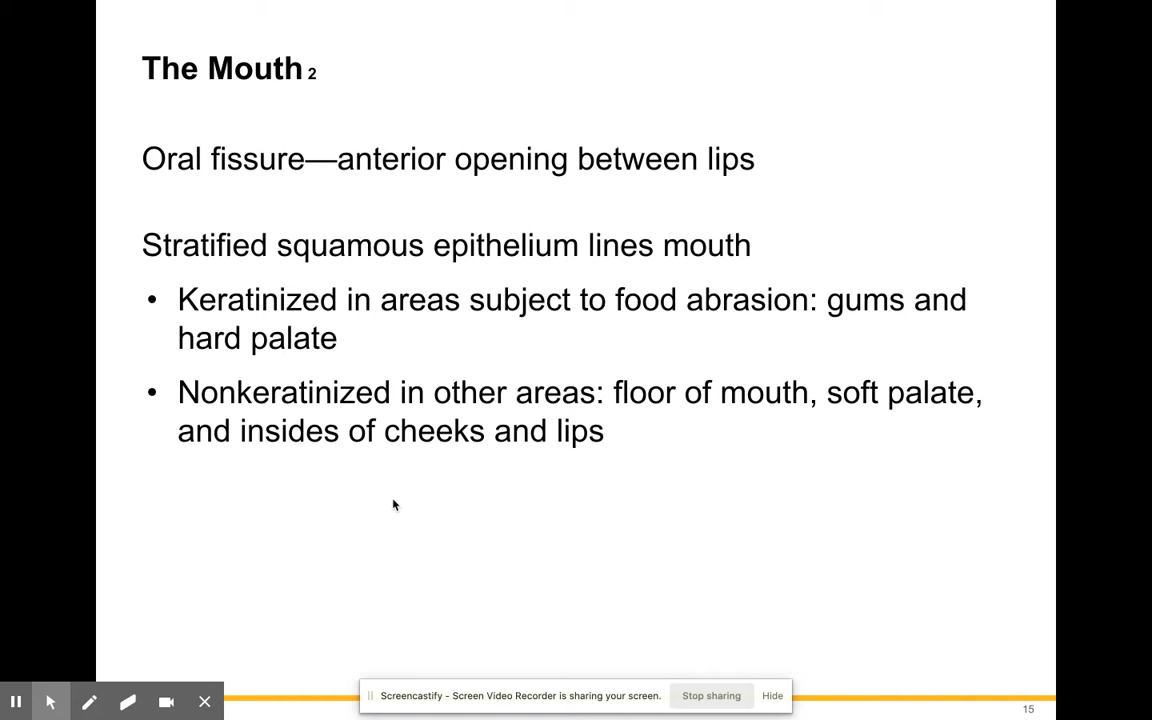 The Mouth 2
Oral fissure—anterior opening between lips
Stratified squamous epithelium lines mouth
• Keratinized in areas subject to food abrasion: gums and
hard palate
• Nonkeratinized in other areas: floor of mouth, soft palate,
and insides of cheeks and lips
Screencastify - Screen Video Recorder is sharing your screen.
Stop sharing
Hide
15